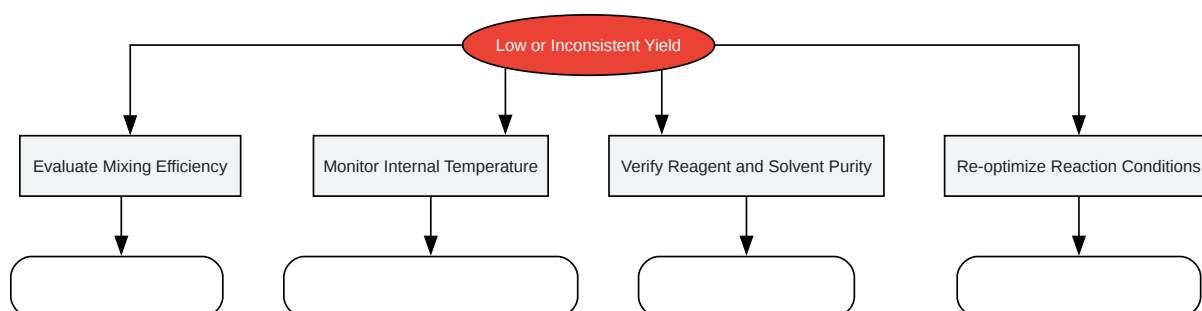 Low or Inconsistent Yield
Evaluate Mixing Efficiency
Monitor Internal Temperature
Verify Reagent and Solvent Purity
Re-optimize Reaction Conditions